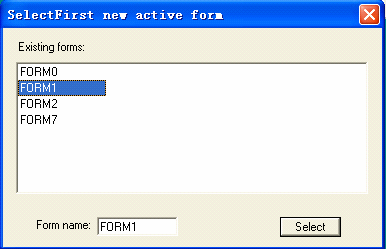 SelectFirst new active form
Existing forms:
FORM0
FORM1
FORM2
FORM7
Form name: FORM1
Select